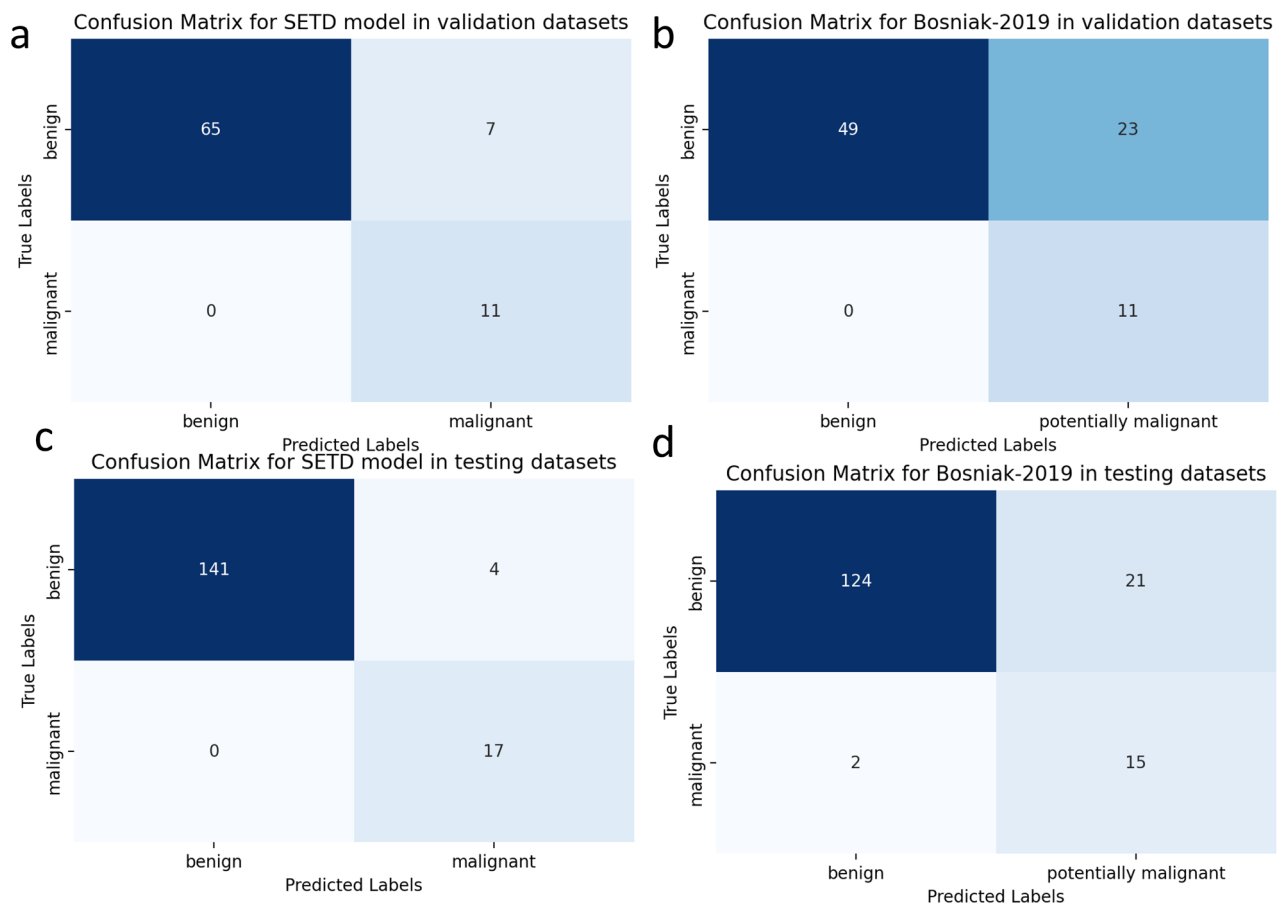 a
Confusion Matrix for SETD model in validation datasets
True Labels
benign
malignant
65
7
0
11
benign
malignant
Predicted Labels
b
Confusion Matrix for Bosniak-2019 in validation datasets
True Labels
benign
malignant
49
23
0
11
benign
potentially malignant
Predicted Labels
c
Confusion Matrix for SETD model in testing datasets
True Labels
benign
malignant
141
4
0
17
benign
malignant
Predicted Labels
d
Confusion Matrix for Bosniak-2019 in testing datasets
True Labels
benign
malignant
124
21
2
15
benign
potentially malignant
Predicted Labels